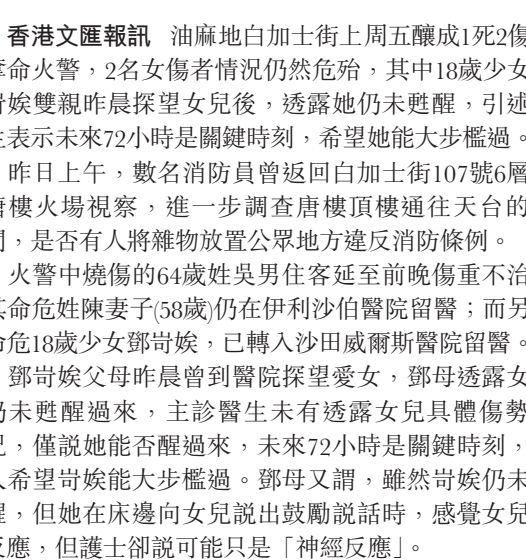 香港文匯報訊 油麻地白加士街上周五釀成1死2傷
奪命火警，2名女傷者情況仍然危殆，其中18歲少女
岢媄雙親昨晨探望女兒後，透露她仍未甦醒，引述
生表示未來72小時是關鍵時刻，希望她能大步檻過。
昨日上午，數名消防員曾返回白加士街107號6層
唐樓火場視察，進一步調查唐樓頂樓通往天台的
門，是否有人將雜物放置公眾地方違反消防條例。
火警中燒傷的64歲姓吳男住客延至前晚傷重不治
其命危姓陳妻子(58歲)仍在伊利沙伯醫院留醫；而另
命危18歲少女鄧岢媄，已轉入沙田威爾斯醫院留醫。
鄧岢媄父母昨晨曾到醫院探望愛女，鄧母透露女
仍未甦醒過來，主診醫生未有透露女兒具體傷勢
況，僅說她能否醒過來，未來72小時是關鍵時刻，
人希望岢媄能大步檻過。鄧母又謂，雖然岢媄仍未
醒，但她在床邊向女兒說出鼓勵說話時，感覺女兒
反應，但護士卻說可能只是「神經反應」。